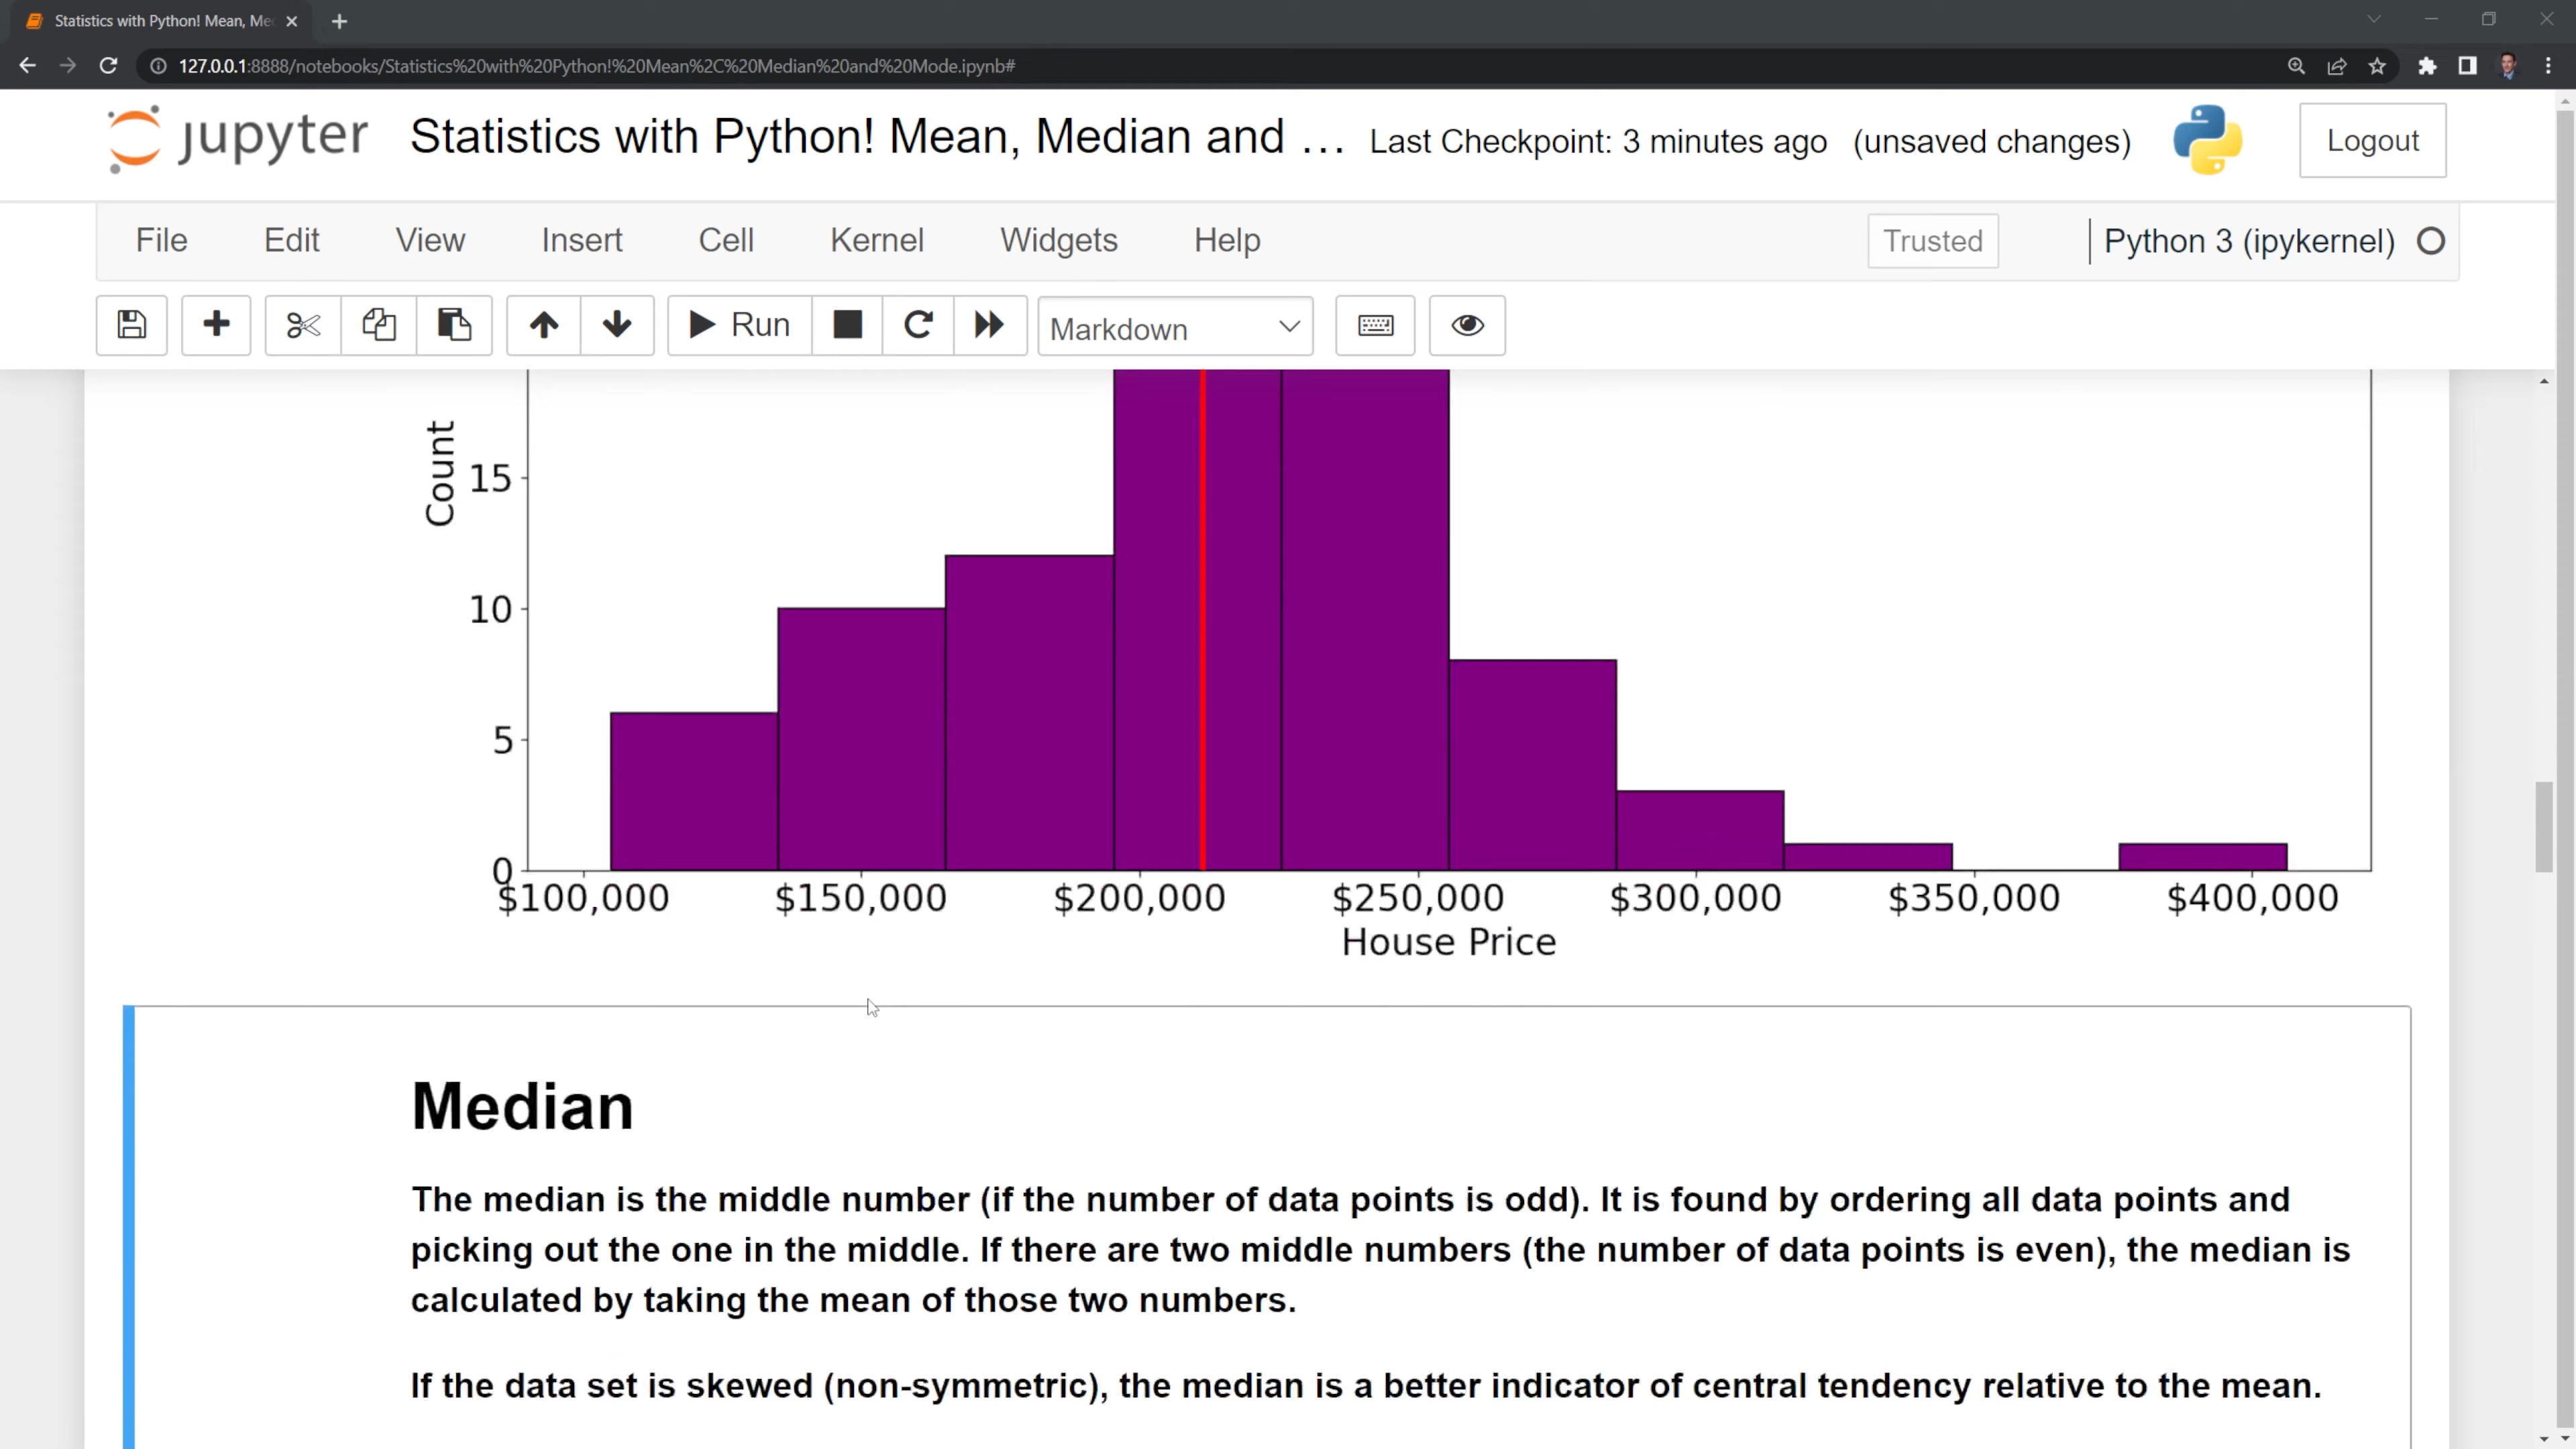 Statistics with Python! Mean, Me
127.0.0.1:8888/notebooks/Statistics%20with%20Python!%20Mean%2C%20Median%20and%20Mode.ipynb#
jupyter Statistics with Python! Mean, Median and ... Last Checkpoint: 3 minutes ago (unsaved changes) Logout
File Edit View Insert Cell Kernel Widgets Help Trusted Python 3 (ipykernel)
Run Markdown
Count
15
10
5
0
$100,000 $150,000 $200,000 $250,000 $300,000 $350,000 $400,000
House Price
Median
The median is the middle number (if the number of data points is odd). It is found by ordering all data points and
picking out the one in the middle. If there are two middle numbers (the number of data points is even), the median is
calculated by taking the mean of those two numbers.
If the data set is skewed (non-symmetric), the median is a better indicator of central tendency relative to the mean.